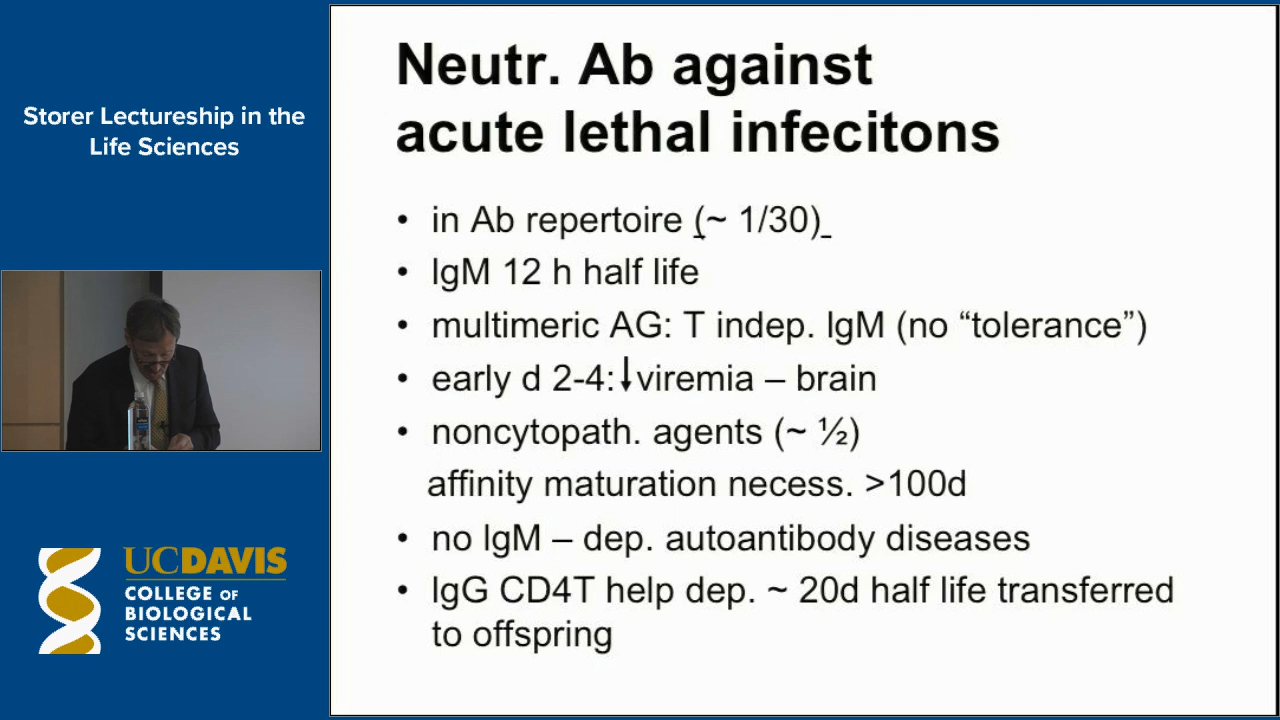 Storer Lectureship in the
Life Sciences
UCDAVIS
COLLEGE OF
BIOLOGICAL
SCIENCES
Neutr. Ab against
acute lethal infecitons
• in Ab repertoire (~ 1/30)
• IgM 12 h half life
• multimeric AG: T indep. IgM (no “tolerance”)
• early d 2-4:↓viremia – brain
• noncytopath. agents (~ ½)
affinity maturation necess. >100d
• no IgM – dep. autoantibody diseases
• IgG CD4T help dep. ~ 20d half life transferred
to offspring